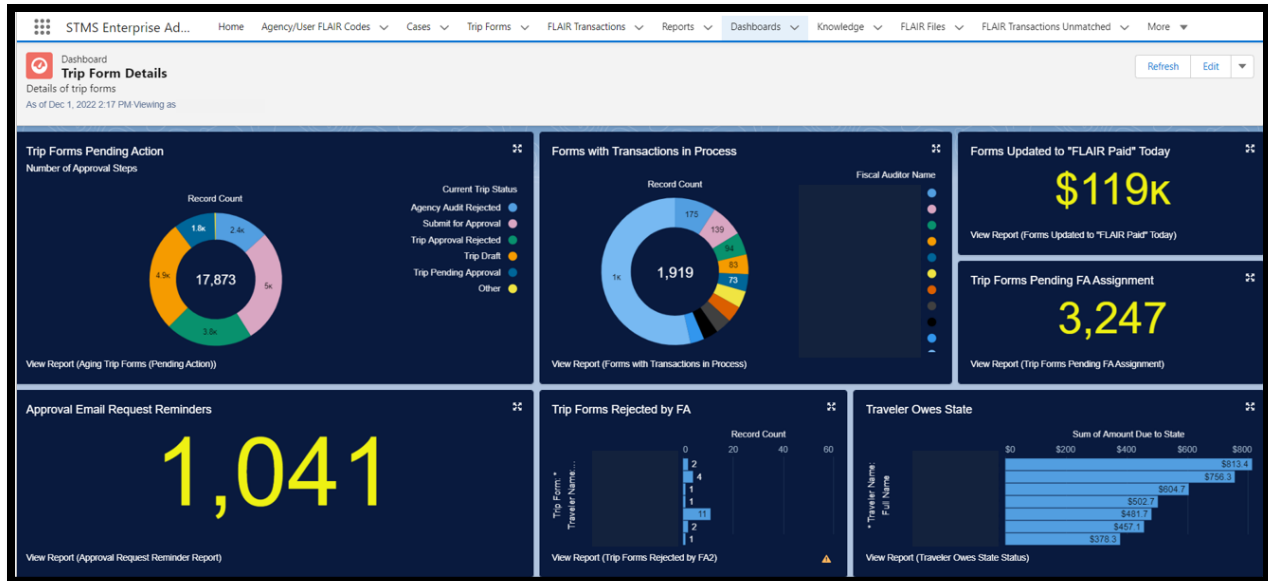 STMS Enterprise Ad...
Home
Agency/User FLAIR Codes
Cases
Trip Forms
FLAIR Transactions
Reports
Dashboards
Knowledge
FLAIR Files
FLAIR Transactions Unmatched
More
Dashboard
Trip Form Details
Details of trip forms
As of Dec 1, 2022 2:17 PM·Viewing as
Refresh
Edit
Trip Forms Pending Action
Number of Approval Steps
Record Count
1.8K
2.4K
4.9K
17,873
5K
3.8K
Current Trip Status
Agency Audit Rejected
Submit for Approval
Trip Approval Rejected
Trip Draft
Trip Pending Approval
Other
View Report (Aging Trip Forms (Pending Action))
Forms with Transactions in Process
Record Count
175
139
94
83
73
1K
1,919
Fiscal Auditor Name
View Report (Forms with Transactions in Process)
Forms Updated to "FLAIR Paid" Today
$119K
View Report (Forms Updated to "FLAIR Paid" Today)
Trip Forms Pending FA Assignment
3,247
View Report (Trip Forms Pending FA Assignment)
Approval Email Request Reminders
1,041
View Report (Approval Request Reminder Report)
Trip Forms Rejected by FA
Record Count
0 20 40 60
Trip Form: *
Traveler Name:...
2
4
1
1
11
2
1
View Report (Trip Forms Rejected by FA2)
Traveler Owes State
Sum of Amount Due to State
$0 $200 $400 $600 $800
* Traveler Name:
Full Name
$813.4
$756.3
$604.7
$502.7
$481.7
$457.1
$378.3
View Report (Traveler Owes State Status)